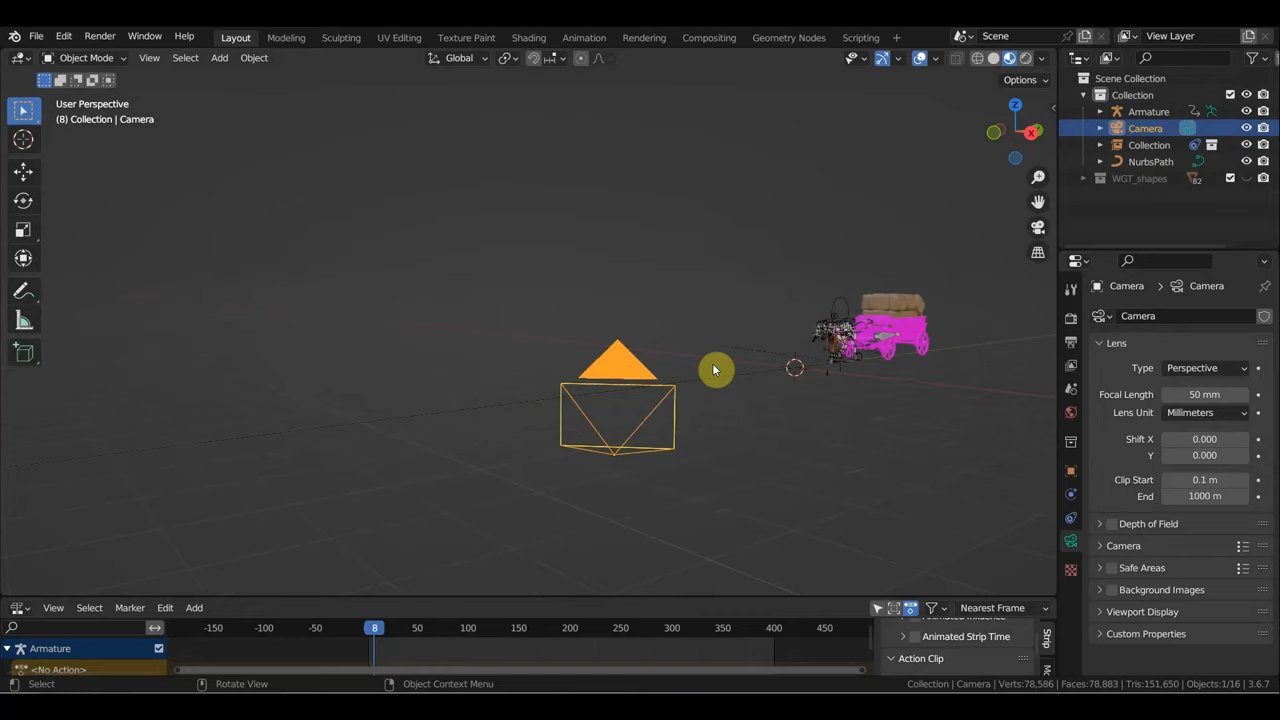 File Edit Render Window Help Layout Modeling Sculpting UV Editing Texture Paint Shading Animation Rendering Compositing Geometry Nodes Scripting + Scene View Layer
Object Mode View Select Add Object Global
Options
User Perspective
(8) Collection | Camera
Z
X
Scene Collection
Collection
Armature
Camera
Collection
NurbsPath
WGT_shapes 82
Camera Camera
Camera
Lens
Type Perspective
Focal Length 50 mm
Lens Unit Millimeters
Shift X 0.000
Y 0.000
Clip Start 0.1 m
End 1000 m
Depth of Field
Camera
Safe Areas
Background Images
Viewport Display
Custom Properties
View Select Marker Edit Add Nearest Frame
-150 -100 -50 8 50 100 150 200 250 300 350 400 450
Animated Influence
Animated Strip Time
Armature
Action Clip
<No Action>
Strip
Select Rotate View Object Context Menu Collection | Camera | Verts:78,586 | Faces:78,883 | Tris:151,650 | Objects:1/16 | 3.6.7